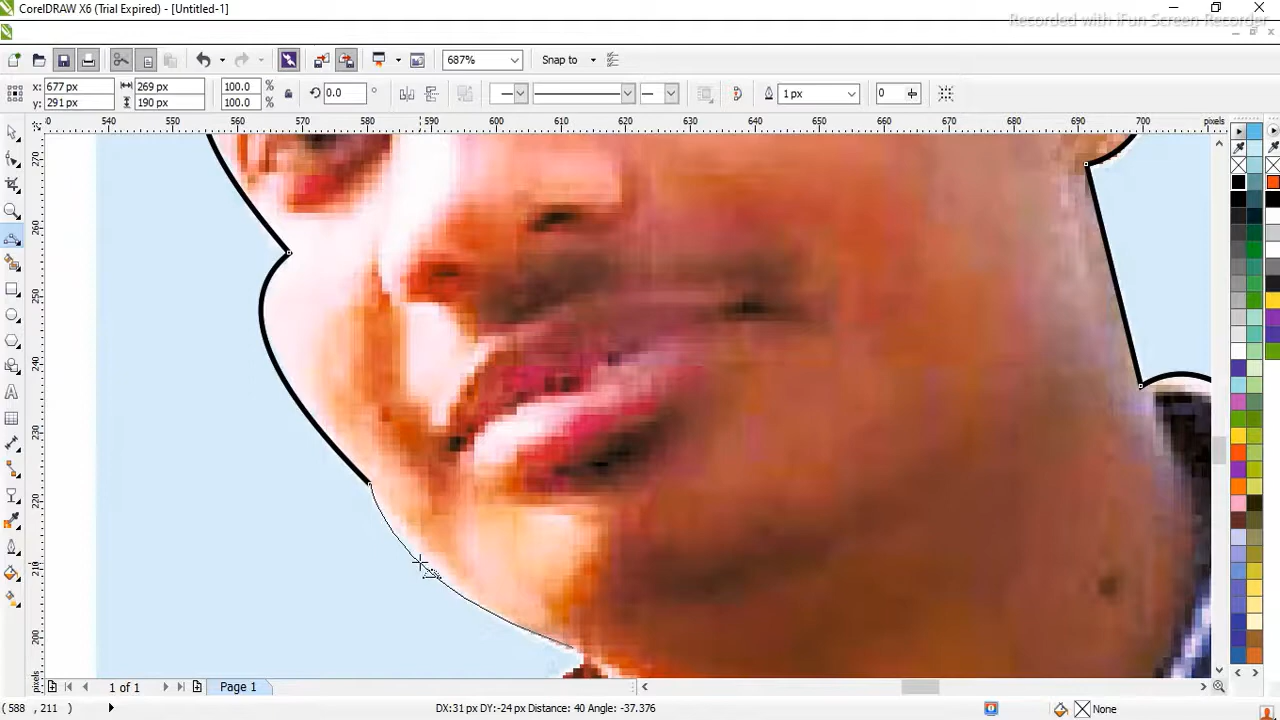 CorelDRAW X6 (Trial Expired) - [Untitled-1]
Recorded with iFun Screen Recorder
687%
Snap to
x: 677 px
y: 291 px
269 px
190 px
100.0
100.0
%
%
0.0
°
1 px
0
0 540 550 560 570 580 590 600 610 620 630 640 650 660 670 680 690 700 pixels
270
260
250
240
230
220
210
200
pixels
1 of 1
Page 1
(588 , 211 )
DX:31 px DY:-24 px Distance: 40 Angle: -37.376
None